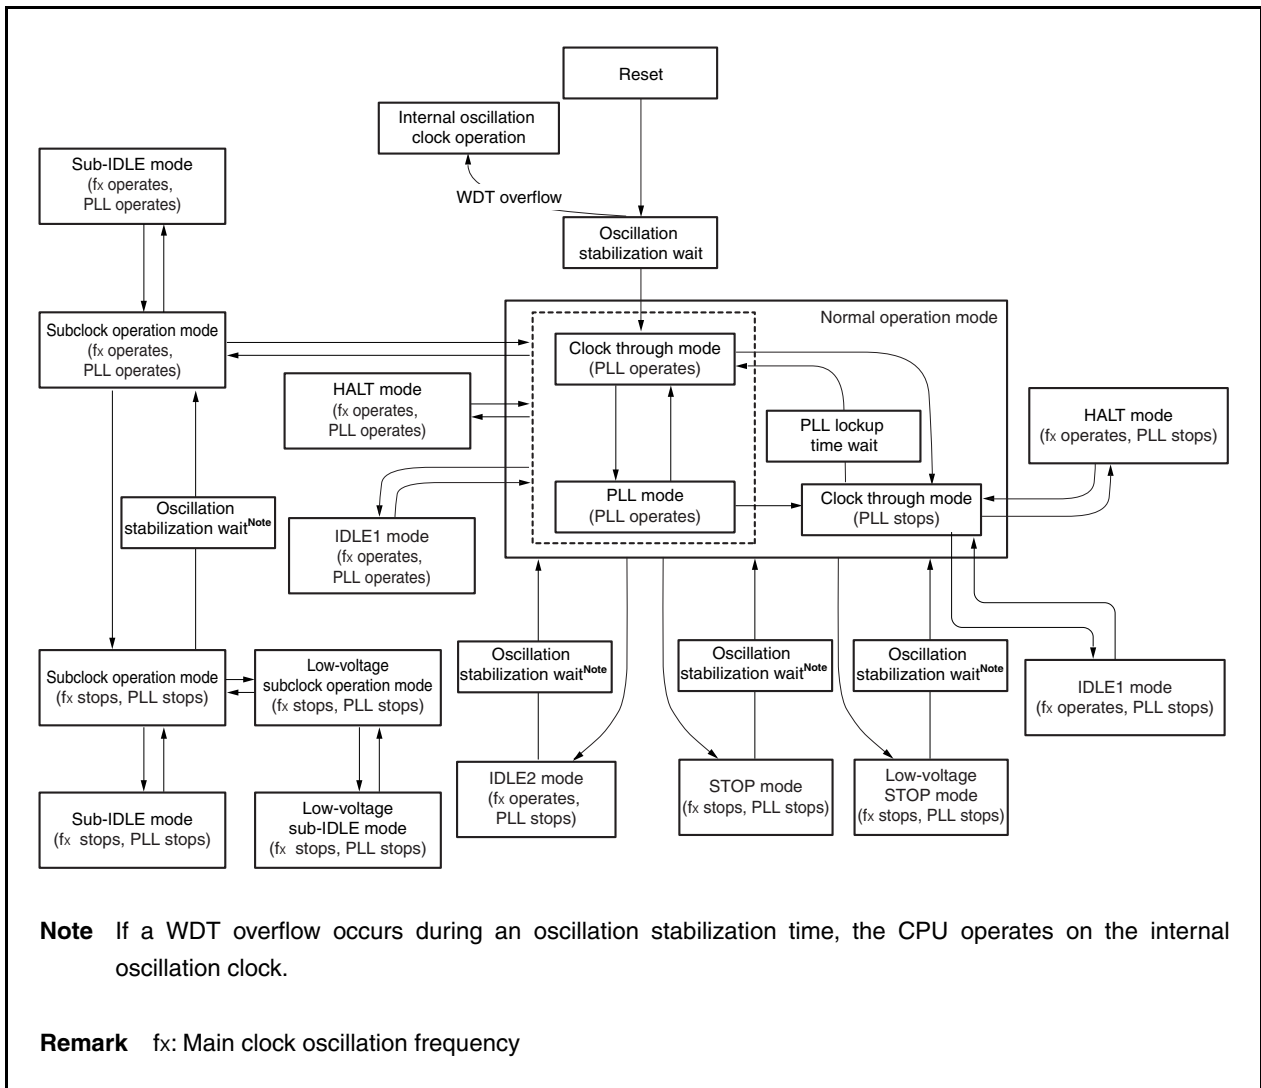 Reset
Internal oscillation
clock operation
Sub-IDLE mode
(fx operates,
PLL operates)
WDT overflow
Oscillation
stabilization wait
Normal operation mode
Subclock operation mode
(fx operates,
PLL operates)
Clock through mode
(PLL operates)
HALT mode
(fx operates,
PLL operates)
PLL lockup
time wait
HALT mode
(fx operates, PLL stops)
PLL mode
(PLL operates)
Clock through mode
(PLL stops)
Oscillation
stabilization waitNote
IDLE1 mode
(fx operates,
PLL operates)
Subclock operation mode
(fx stops, PLL stops)
Low-voltage
subclock operation mode
(fx stops, PLL stops)
Oscillation
stabilization waitNote
Oscillation
stabilization waitNote
Oscillation
stabilization waitNote
IDLE1 mode
(fx operates, PLL stops)
Sub-IDLE mode
(fx stops, PLL stops)
Low-voltage
sub-IDLE mode
(fx stops, PLL stops)
IDLE2 mode
(fx operates,
PLL stops)
STOP mode
(fx stops, PLL stops)
Low-voltage
STOP mode
(fx stops, PLL stops)
Note If a WDT overflow occurs during an oscillation stabilization time, the CPU operates on the internal
oscillation clock.
Remark fx: Main clock oscillation frequency